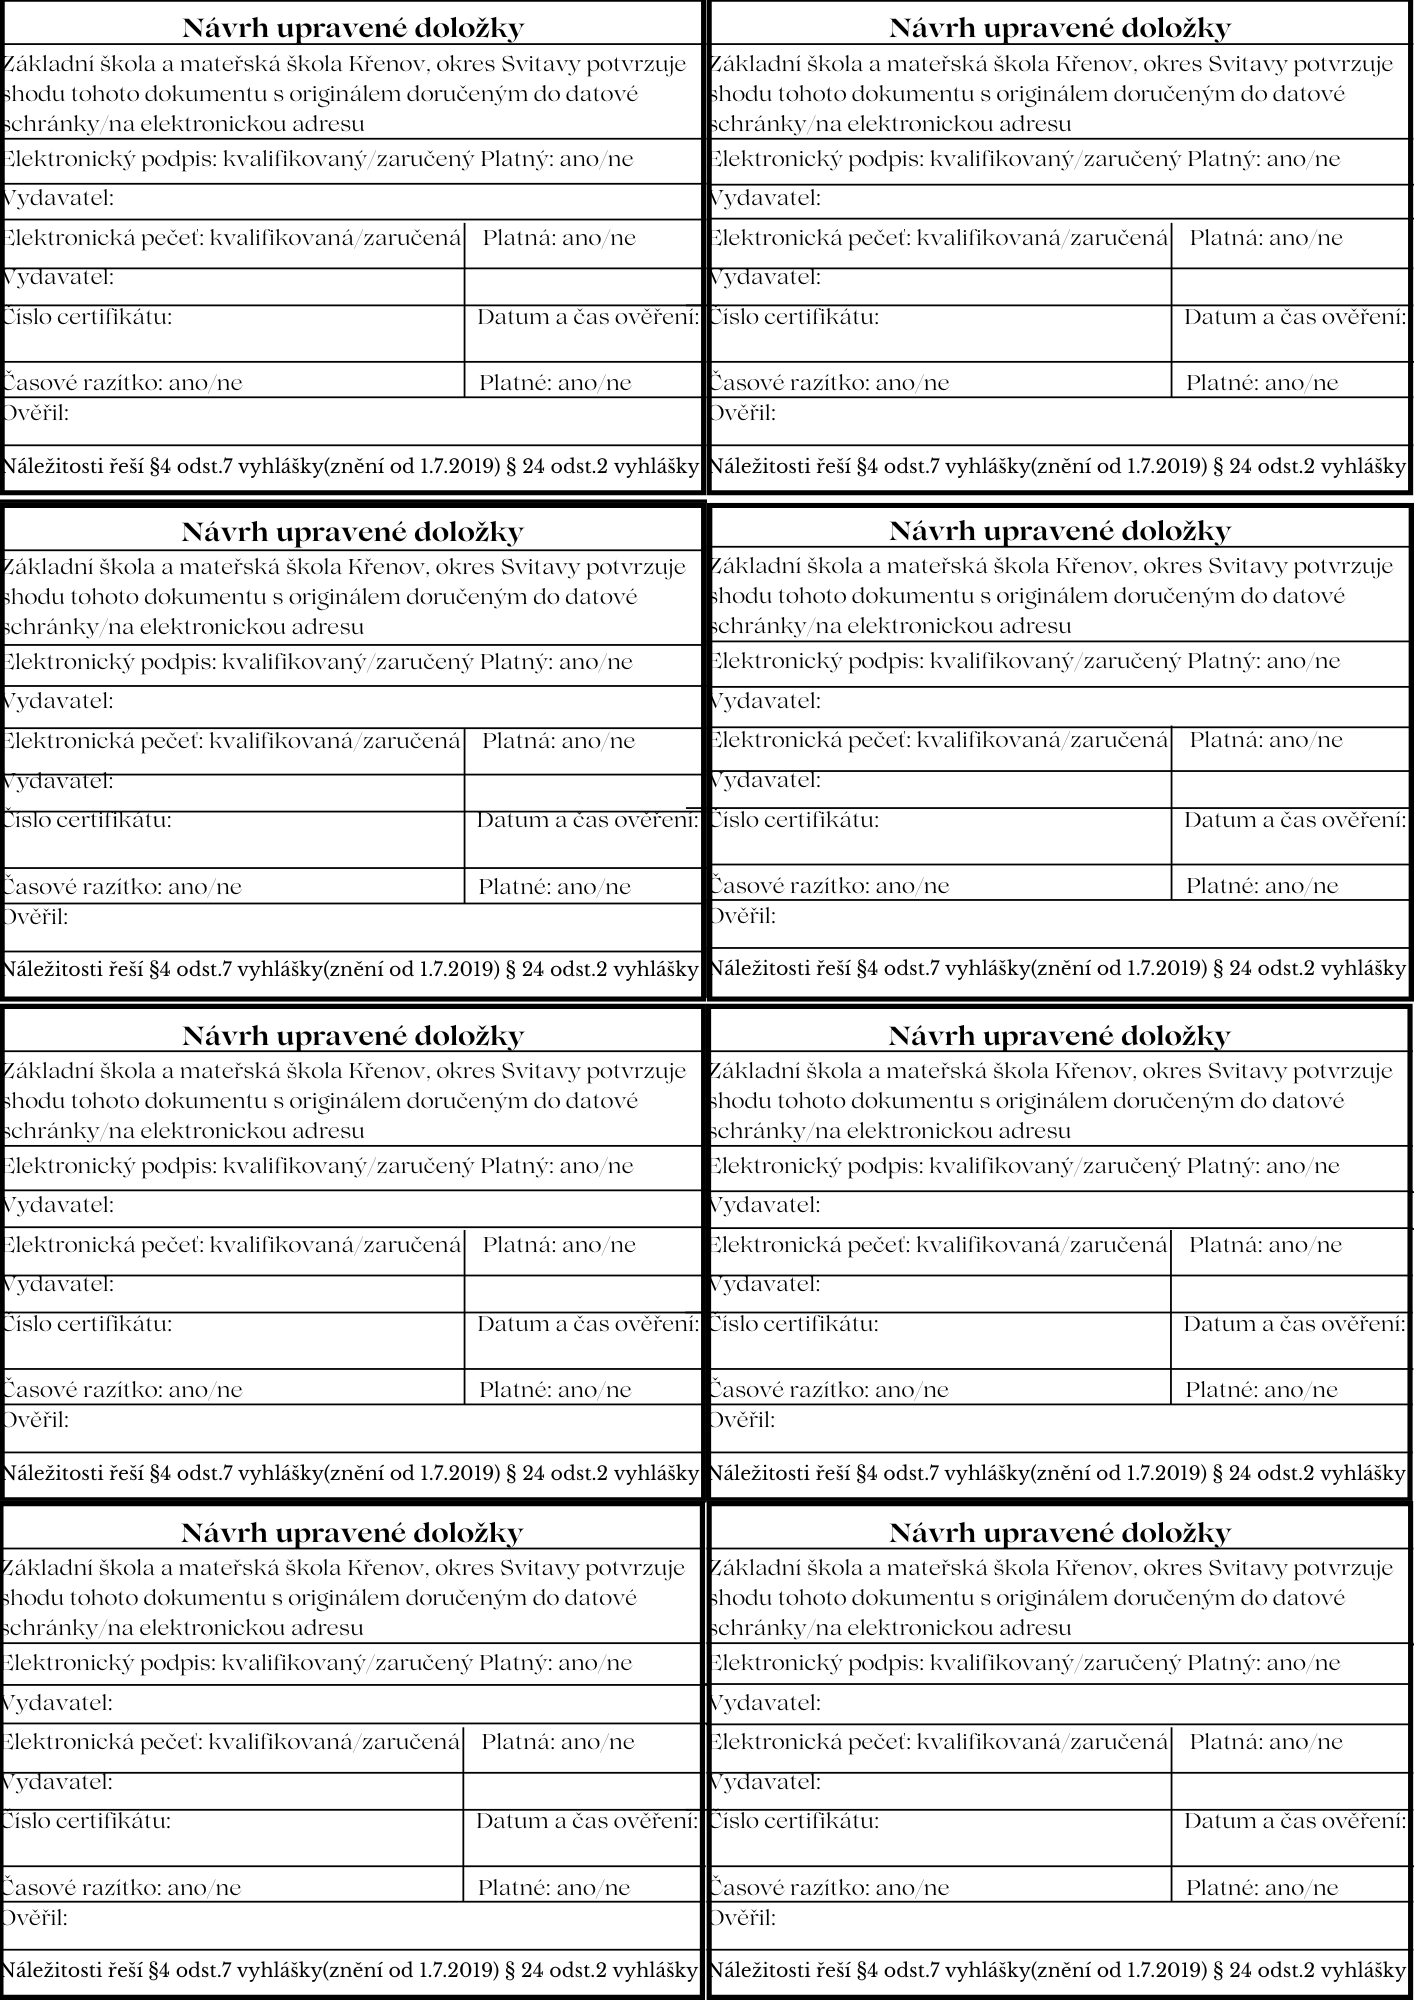 Návrh upravené doložky
Základní škola a mateřská škola Křenov, okres Svitavy potvrzuje
shodu tohoto dokumentu s originálem doručeným do datové
schránky/na elektronickou adresu
Elektronický podpis: kvalifikovaný/zaručený Platný: ano/ne
Vydavatel:
Elektronická pečeť: kvalifikovaná/zaručená Platná: ano/ne
Vydavatel:
Číslo certifikátu: Datum a čas ověření:
Časové razítko: ano/ne Platné: ano/ne
Ověřil:
Náležitosti řeší §4 odst.7 vyhlášky(znění od 1.7.2019) § 24 odst.2 vyhlášky
Návrh upravené doložky
Základní škola a mateřská škola Křenov, okres Svitavy potvrzuje
shodu tohoto dokumentu s originálem doručeným do datové
schránky/na elektronickou adresu
Elektronický podpis: kvalifikovaný/zaručený Platný: ano/ne
Vydavatel:
Elektronická pečeť: kvalifikovaná/zaručená Platná: ano/ne
Vydavatel:
Číslo certifikátu: Datum a čas ověření:
Časové razítko: ano/ne Platné: ano/ne
Ověřil:
Náležitosti řeší §4 odst.7 vyhlášky(znění od 1.7.2019) § 24 odst.2 vyhlášky
Návrh upravené doložky
Základní škola a mateřská škola Křenov, okres Svitavy potvrzuje
shodu tohoto dokumentu s originálem doručeným do datové
schránky/na elektronickou adresu
Elektronický podpis: kvalifikovaný/zaručený Platný: ano/ne
Vydavatel:
Elektronická pečeť: kvalifikovaná/zaručená Platná: ano/ne
Vydavatel:
Číslo certifikátu: Datum a čas ověření:
Časové razítko: ano/ne Platné: ano/ne
Ověřil:
Náležitosti řeší §4 odst.7 vyhlášky(znění od 1.7.2019) § 24 odst.2 vyhlášky
Návrh upravené doložky
Základní škola a mateřská škola Křenov, okres Svitavy potvrzuje
shodu tohoto dokumentu s originálem doručeným do datové
schránky/na elektronickou adresu
Elektronický podpis: kvalifikovaný/zaručený Platný: ano/ne
Vydavatel:
Elektronická pečeť: kvalifikovaná/zaručená Platná: ano/ne
Vydavatel:
Číslo certifikátu: Datum a čas ověření:
Časové razítko: ano/ne Platné: ano/ne
Ověřil:
Náležitosti řeší §4 odst.7 vyhlášky(znění od 1.7.2019) § 24 odst.2 vyhlášky
Návrh upravené doložky
Základní škola a mateřská škola Křenov, okres Svitavy potvrzuje
shodu tohoto dokumentu s originálem doručeným do datové
schránky/na elektronickou adresu
Elektronický podpis: kvalifikovaný/zaručený Platný: ano/ne
Vydavatel:
Elektronická pečeť: kvalifikovaná/zaručená Platná: ano/ne
Vydavatel:
Číslo certifikátu: Datum a čas ověření:
Časové razítko: ano/ne Platné: ano/ne
Ověřil:
Náležitosti řeší §4 odst.7 vyhlášky(znění od 1.7.2019) § 24 odst.2 vyhlášky
Návrh upravené doložky
Základní škola a mateřská škola Křenov, okres Svitavy potvrzuje
shodu tohoto dokumentu s originálem doručeným do datové
schránky/na elektronickou adresu
Elektronický podpis: kvalifikovaný/zaručený Platný: ano/ne
Vydavatel:
Elektronická pečeť: kvalifikovaná/zaručená Platná: ano/ne
Vydavatel:
Číslo certifikátu: Datum a čas ověření:
Časové razítko: ano/ne Platné: ano/ne
Ověřil:
Náležitosti řeší §4 odst.7 vyhlášky(znění od 1.7.2019) § 24 odst.2 vyhlášky
Návrh upravené doložky
Základní škola a mateřská škola Křenov, okres Svitavy potvrzuje
shodu tohoto dokumentu s originálem doručeným do datové
schránky/na elektronickou adresu
Elektronický podpis: kvalifikovaný/zaručený Platný: ano/ne
Vydavatel:
Elektronická pečeť: kvalifikovaná/zaručená Platná: ano/ne
Vydavatel:
Číslo certifikátu: Datum a čas ověření:
Časové razítko: ano/ne Platné: ano/ne
Ověřil:
Náležitosti řeší §4 odst.7 vyhlášky(znění od 1.7.2019) § 24 odst.2 vyhlášky
Návrh upravené doložky
Základní škola a mateřská škola Křenov, okres Svitavy potvrzuje
shodu tohoto dokumentu s originálem doručeným do datové
schránky/na elektronickou adresu
Elektronický podpis: kvalifikovaný/zaručený Platný: ano/ne
Vydavatel:
Elektronická pečeť: kvalifikovaná/zaručená Platná: ano/ne
Vydavatel:
Číslo certifikátu: Datum a čas ověření:
Časové razítko: ano/ne Platné: ano/ne
Ověřil:
Náležitosti řeší §4 odst.7 vyhlášky(znění od 1.7.2019) § 24 odst.2 vyhlášky